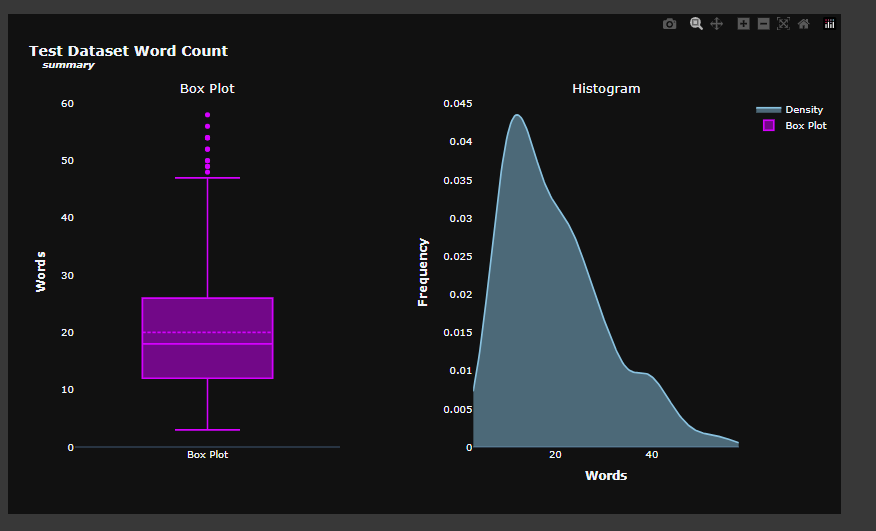 Test Dataset Word Count
summary
Box Plot
60
50
40
30
20
10
0
Words
Box Plot
Histogram
0.045
0.04
0.035
0.03
0.025
0.02
0.015
0.01
0.005
0
Frequency
20 40
Words
Density
Box Plot